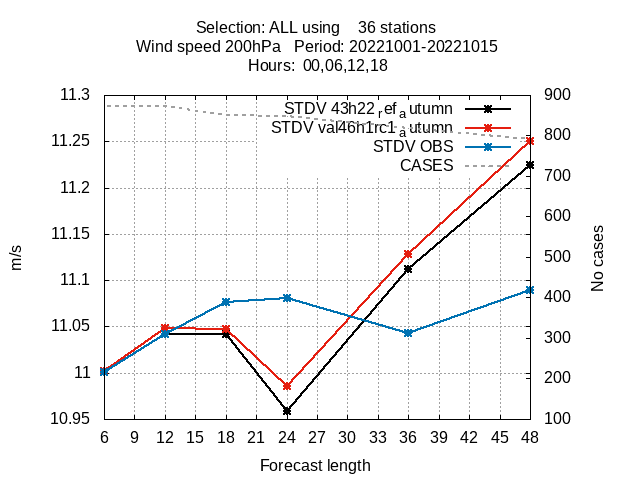 Selection: ALL using 36 stations
Wind speed 200hPa Period: 20221001-20221015
Hours: 00,06,12,18
11.3
11.25
11.2
11.15
11.1
11.05
11
10.95
m/s
900
800
700
600
500
400
300
200
100
No cases
STDV 43h22refautumn
STDV val46h1rc1autumn
STDV OBS
CASES
6 9 12 15 18 21 24 27 30 33 36 39 42 45 48
Forecast length